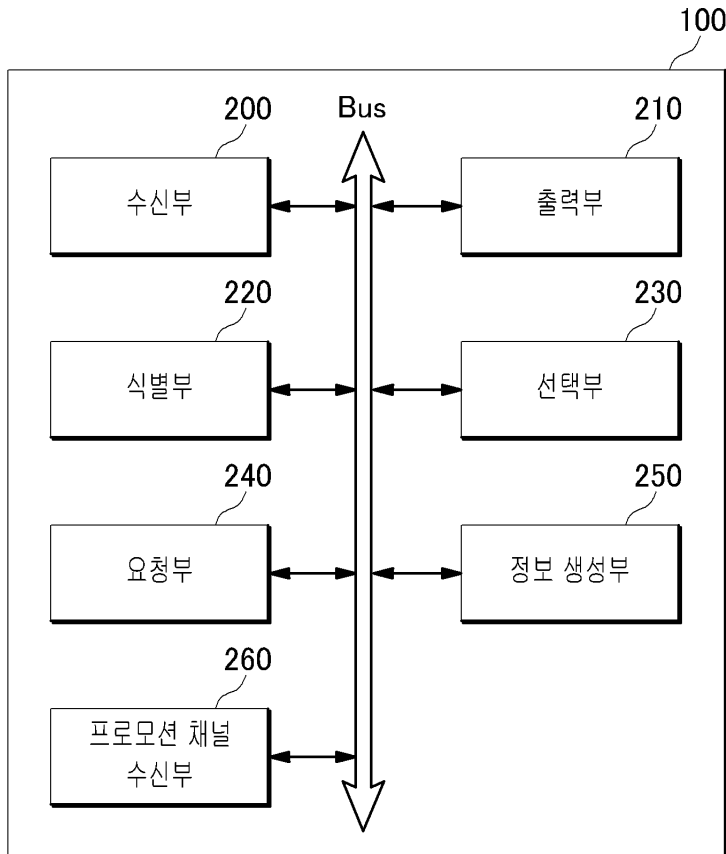 100
Bus
200
수신부
210
출력부
220
식별부
230
선택부
240
요청부
250
정보 생성부
260
프로모션 채널
수신부